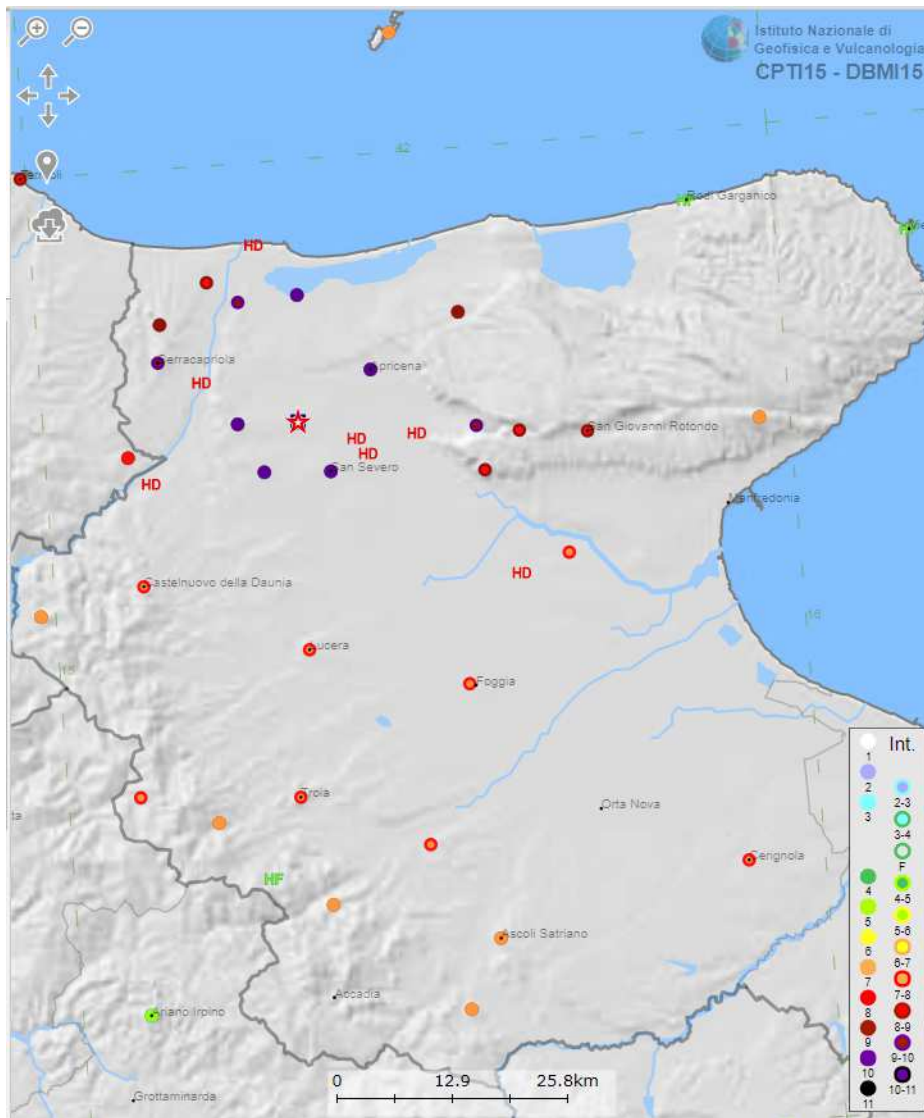 Istituto Nazionale di
Geofisica e Vulcanologia
CPTI15 - DBMI15
42
Rodi Garganico
HF
HD
Serracapriola
Apricena
HD
San Giovanni Rotondo
HD
HD
HD
San Severo
HD
Manfredonia
HD
Castelnuovo della Daunia
16
Lucera
15
Foggia
Troia
Orta Nova
Cerignola
HF
Ascoli Satriano
Accadia
Ariano Irpino
Grottaminarda
0 12.9 25.8km
Int.
1
2 2-3
3 3-4
F
4 4-5
5 5-6
6 6-7
7 7-8
8 8-9
9 9-10
10 10-11
11